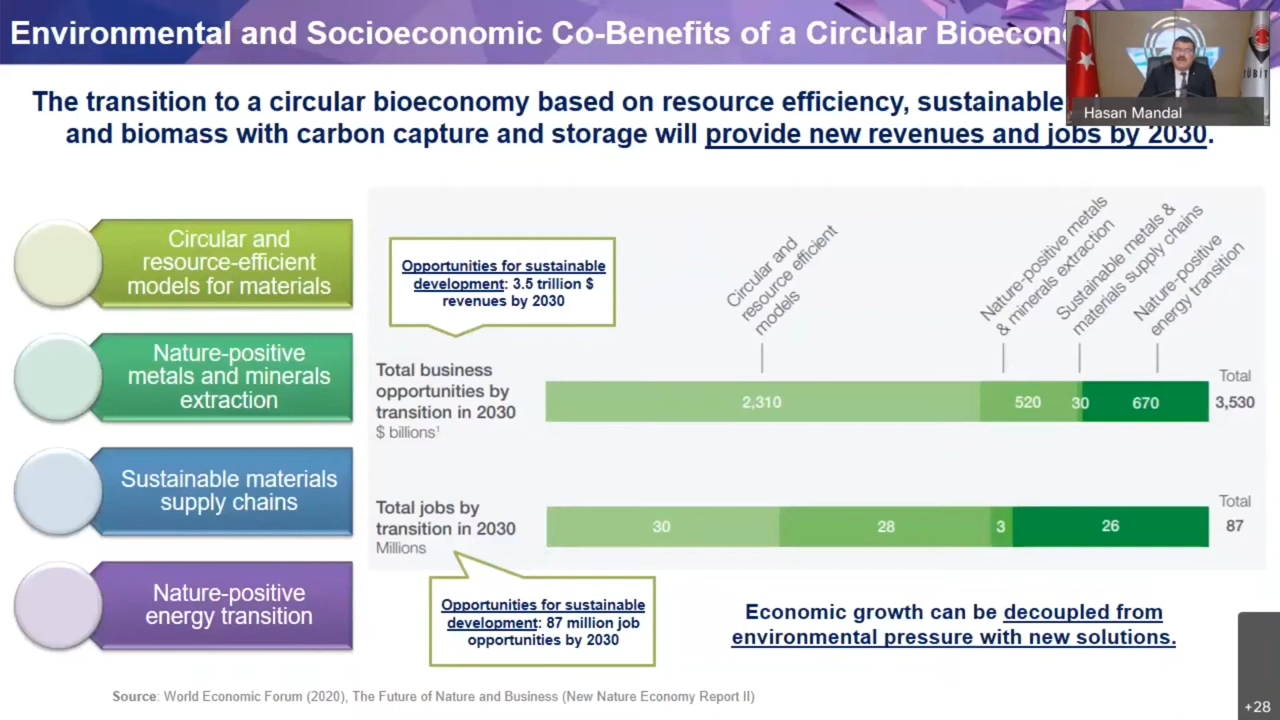 Environmental and Socioeconomic Co-Benefits of a Circular
TÜBİT
Hasan Mandal
The transition to a circular bioeconomy based on resource efficiency, sustainable
and biomass with carbon capture and storage will provide new revenues and jobs by 2030.
Circular and
resource-efficient
models for materials
Nature-positive
metals and minerals
extraction
Sustainable materials
supply chains
Nature-positive
energy transition
Opportunities for sustainable
development: 3.5 trillion $
revenues by 2030
Circular and
resource efficient
models
Nature-positive metals
& minerals extraction
Sustainable metals &
materials supply chains
Nature-positive
energy transition
Total business
opportunities by
transition in 2030
$ billions¹
2,310
520
30
670
Total
3,530
Total jobs by
transition in 2030
Millions
30
28
3
26
Total
87
Opportunities for sustainable
development: 87 million job
opportunities by 2030
Economic growth can be decoupled from
environmental pressure with new solutions.
Source: World Economic Forum (2020), The Future of Nature and Business (New Nature Economy Report II)
+28